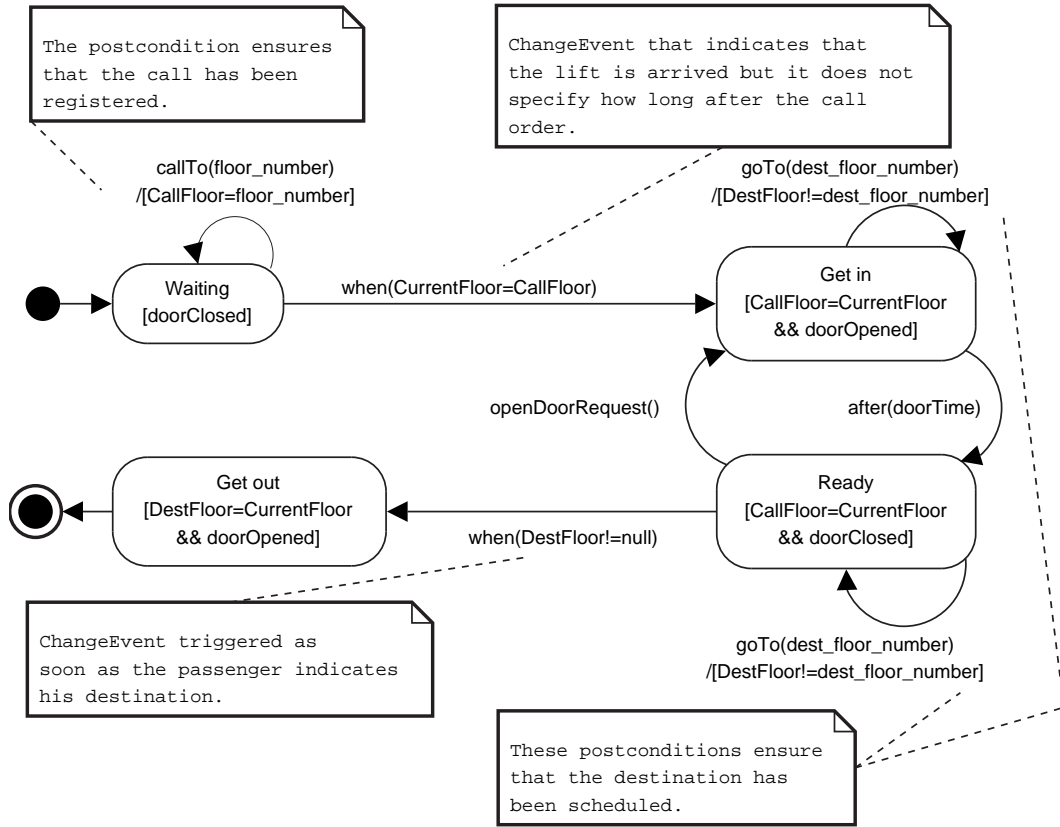 The postcondition ensures
that the call has been
registered.
ChangeEvent that indicates that
the lift is arrived but it does not
specify how long after the call
order.
callTo(floor_number)
/[CallFloor=floor_number]
goTo(dest_floor_number)
/[DestFloor!=dest_floor_number]
Waiting
[doorClosed]
when(CurrentFloor=CallFloor)
Get in
[CallFloor=CurrentFloor
&& doorOpened]
openDoorRequest()
after(doorTime)
Get out
[DestFloor=CurrentFloor
&& doorOpened]
when(DestFloor!=null)
Ready
[CallFloor=CurrentFloor
&& doorClosed]
ChangeEvent triggered as
soon as the passenger indicates
his destination.
goTo(dest_floor_number)
/[DestFloor!=dest_floor_number]
These postconditions ensure
that the destination has
been scheduled.